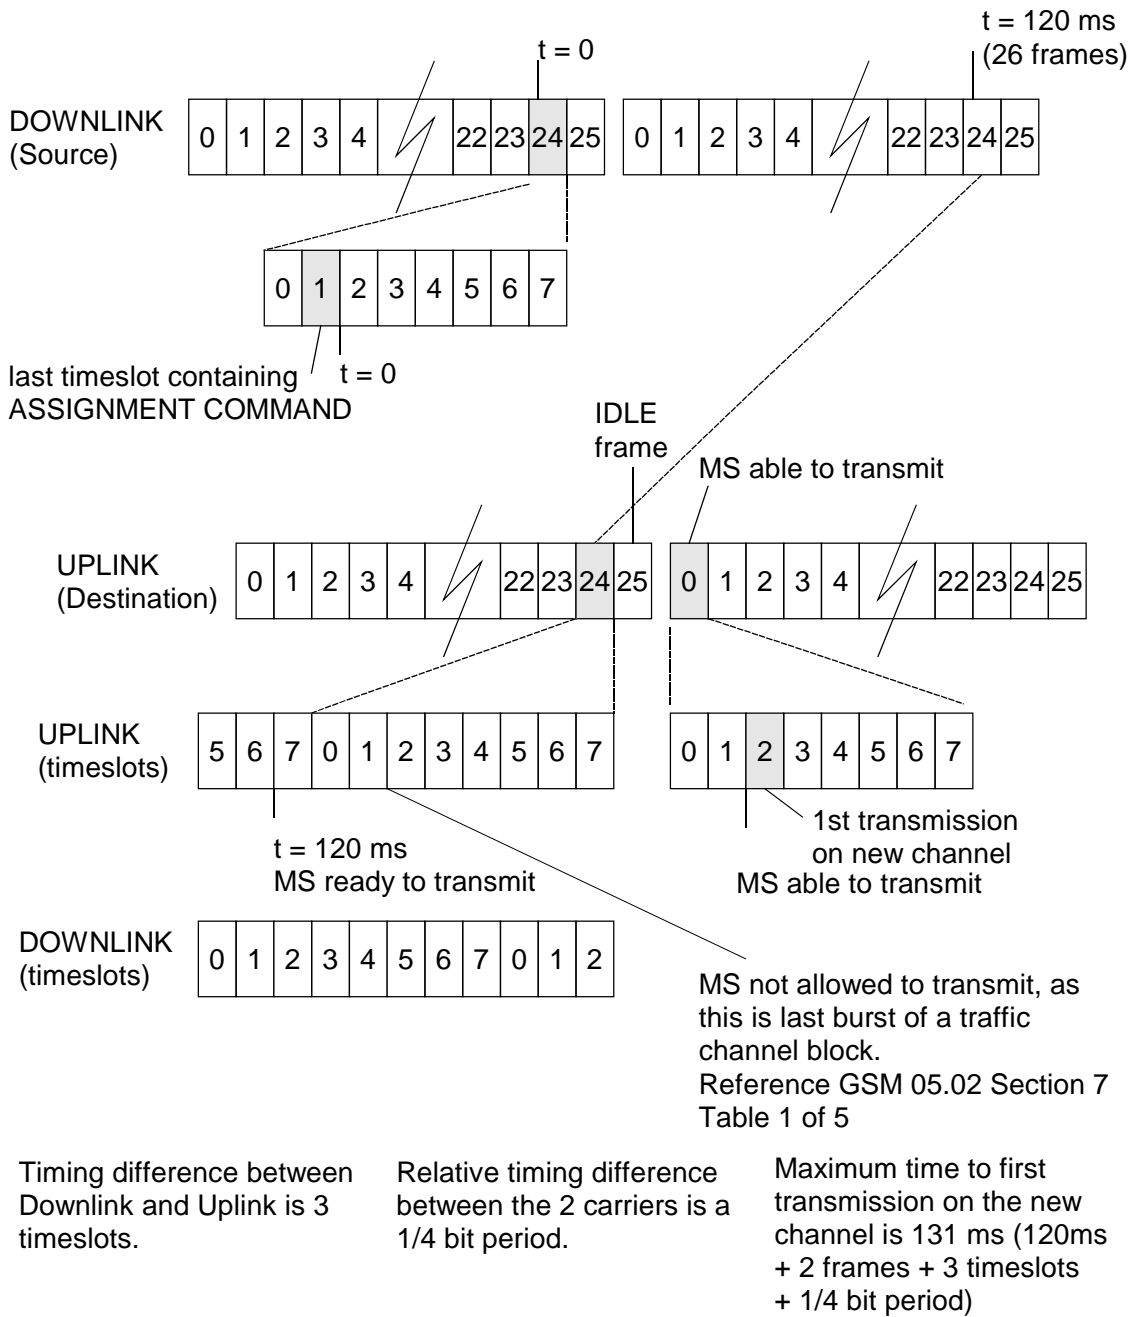 t = 120 ms
(26 frames)
t = 0
DOWNLINK
(Source)
0 1 2 3 4 22 23 24 25 0 1 2 3 4 22 23 24 25
0 1 2 3 4 5 6 7
last timeslot containing
ASSIGNMENT COMMAND
t = 0
IDLE
frame
MS able to transmit
UPLINK
(Destination)
0 1 2 3 4 22 23 24 25 0 1 2 3 4 22 23 24 25
UPLINK
(timeslots)
5 6 7 0 1 2 3 4 5 6 7 0 1 2 3 4 5 6 7
t = 120 ms
MS ready to transmit
1st transmission
on new channel
MS able to transmit
DOWNLINK
(timeslots)
0 1 2 3 4 5 6 7 0 1 2
MS not allowed to transmit, as
this is last burst of a traffic
channel block.
Reference GSM 05.02 Section 7
Table 1 of 5
Timing difference between
Downlink and Uplink is 3
timeslots.
Relative timing difference
between the 2 carriers is a
1/4 bit period.
Maximum time to first
transmission on the new
channel is 131 ms (120ms
+ 2 frames + 3 timeslots
+ 1/4 bit period)